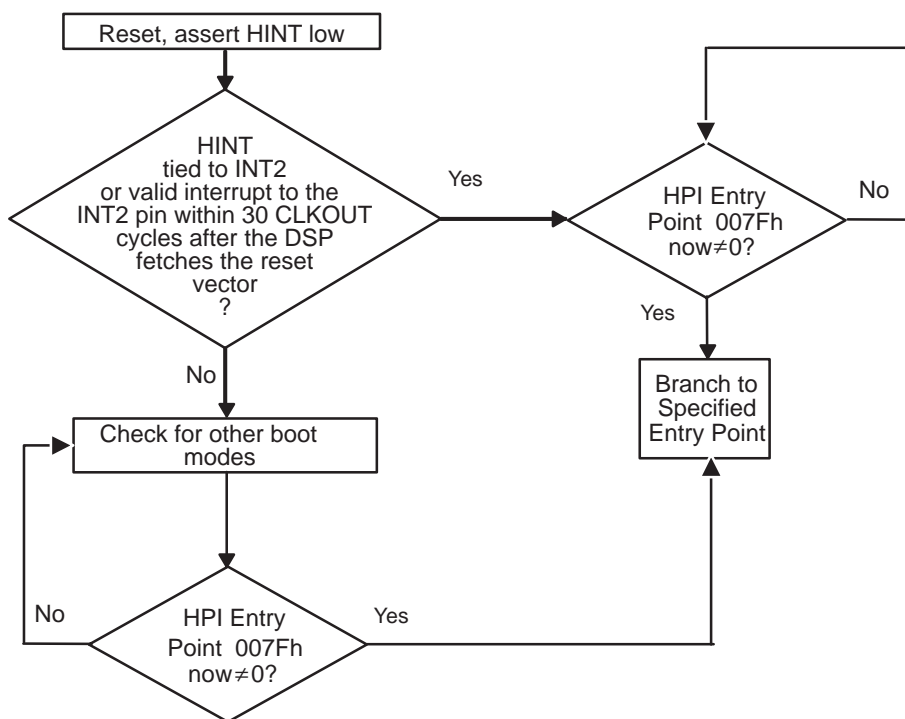 Reset, assert HINT low
HINT
tied to INT2
or valid interrupt to the
INT2 pin within 30 CLKOUT
cycles after the DSP
fetches the reset
vector
?
Yes
HPI Entry
Point 007Fh
now≠0?
No
Yes
Branch to
Specified
Entry Point
No
Check for other boot
modes
No
HPI Entry
Point 007Fh
now≠0?
Yes